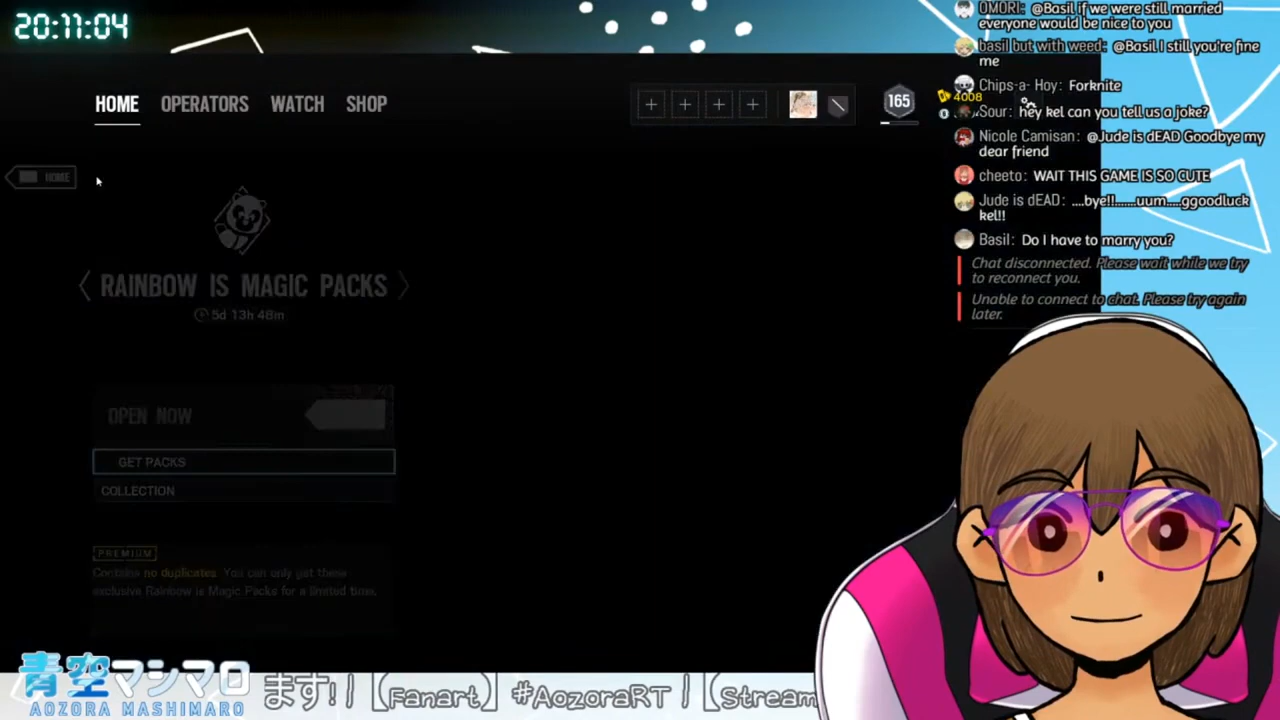 20:11:04
HOME OPERATORS WATCH SHOP
165
4008
0
HOME
RAINBOW IS MAGIC PACKS
5d 13h 48m
OPEN NOW
GET PACKS
COLLECTION
PREMIUM
Contains no duplicates. You can only get these
exclusive Rainbow is Magic Packs for a limited time.
OMORI: @Basil if we were still married
everyone would be nice to you
basil but with weed: @Basil I still you're fine
me
Chips-a-Hoy: Forknite
Sour: hey kel can you tell us a joke?
Nicole Camisan: @Jude is dEAD Goodbye my
dear friend
cheeto: WAIT THIS GAME IS SO CUTE
Jude is dEAD: ....bye!!.......uum.....ggoodluck
kel!!
Basil: Do I have to marry you?
Chat disconnected. Please wait while we try
to reconnect you.
Unable to connect to chat. Please try again
later.
青空マシマロ
AOZORA MASHIMARO
ます! / 【Fanart】 #AozoraRT / 【Stream